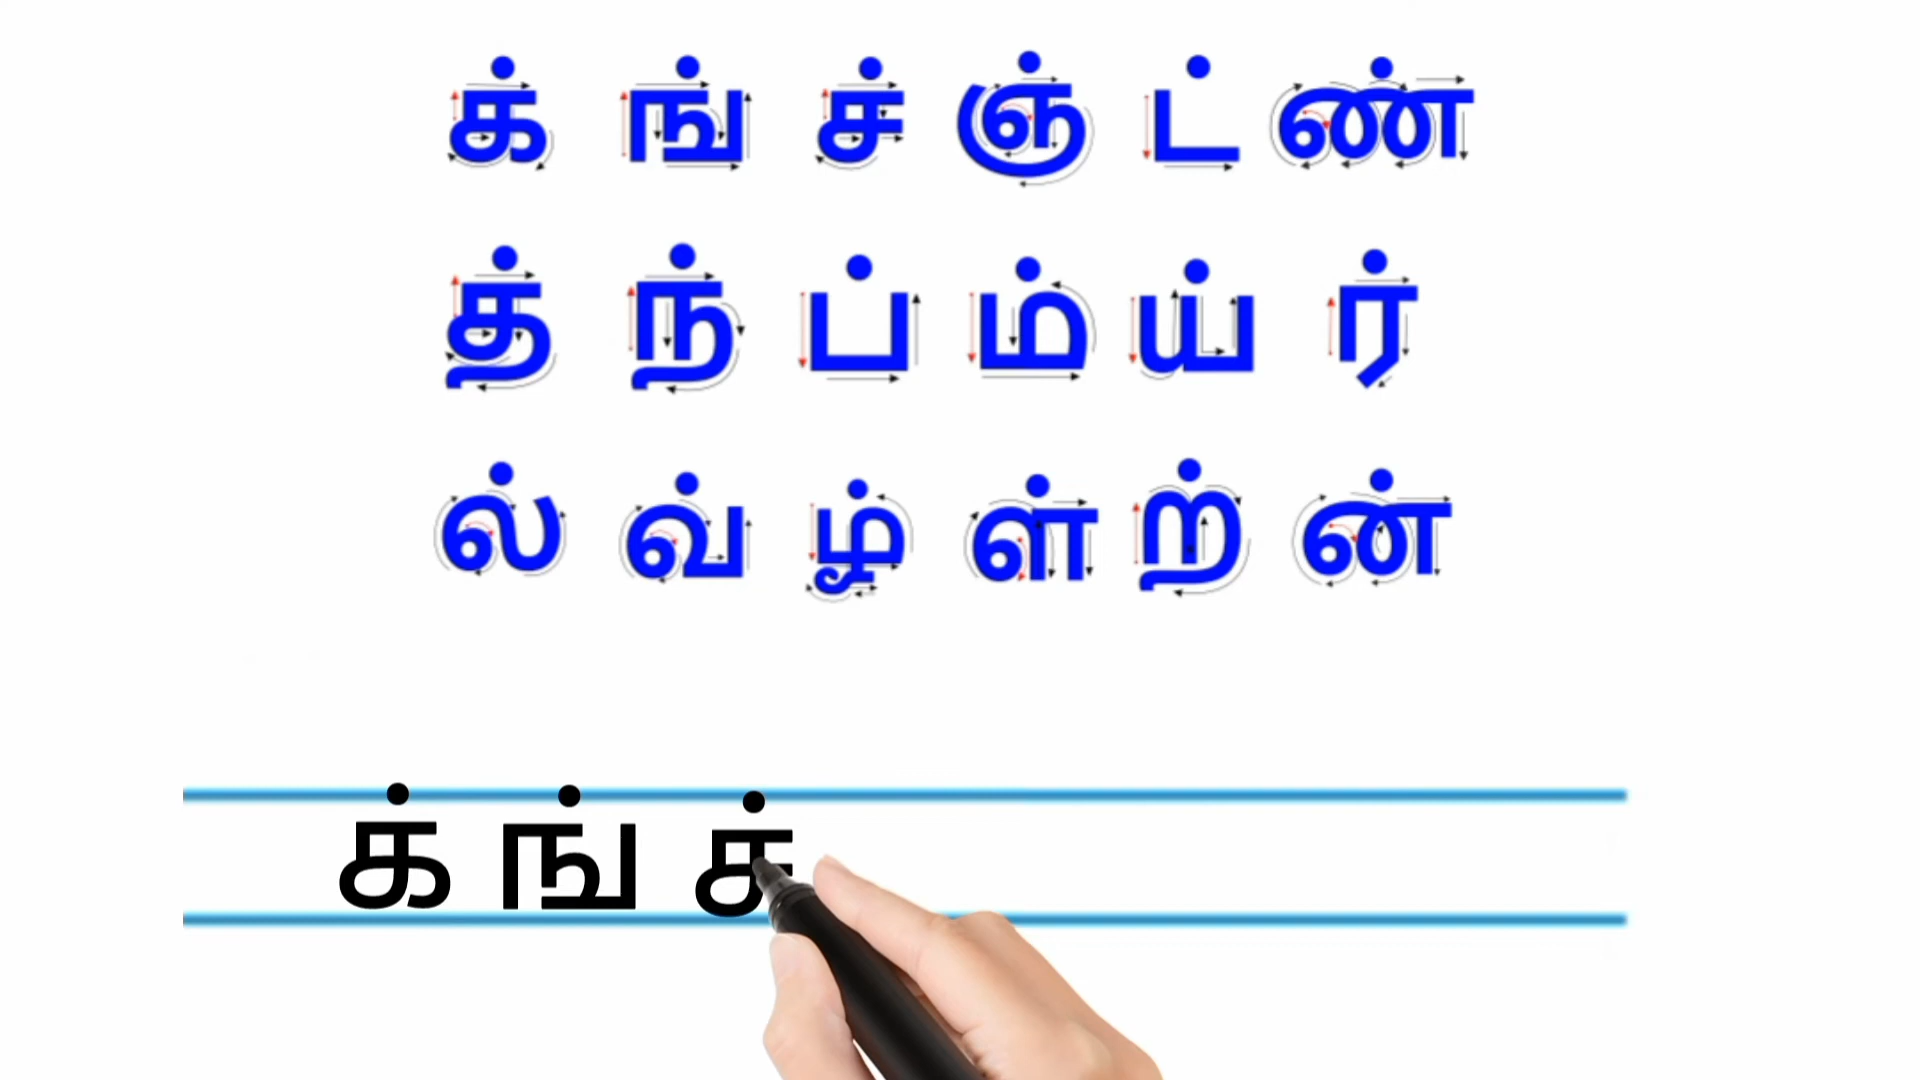 க் ங் ச் ஞ் ட் ண்
த் ந் ப் ம் ய் ர்
ல் வ் ழ் ள் ற் ன்
க் ங் ச்